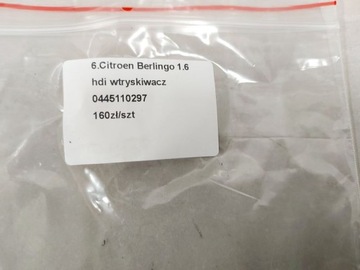 6.Citroen Berlingo 1.6
hdi wtryskiwacz
0445110297
160zł/szt